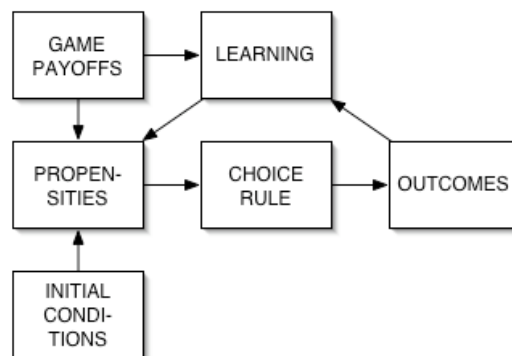 GAME
PAYOFFS
LEARNING
PROPEN-
SITIES
CHOICE
RULE
OUTCOMES
INITIAL
CONDI-
TIONS